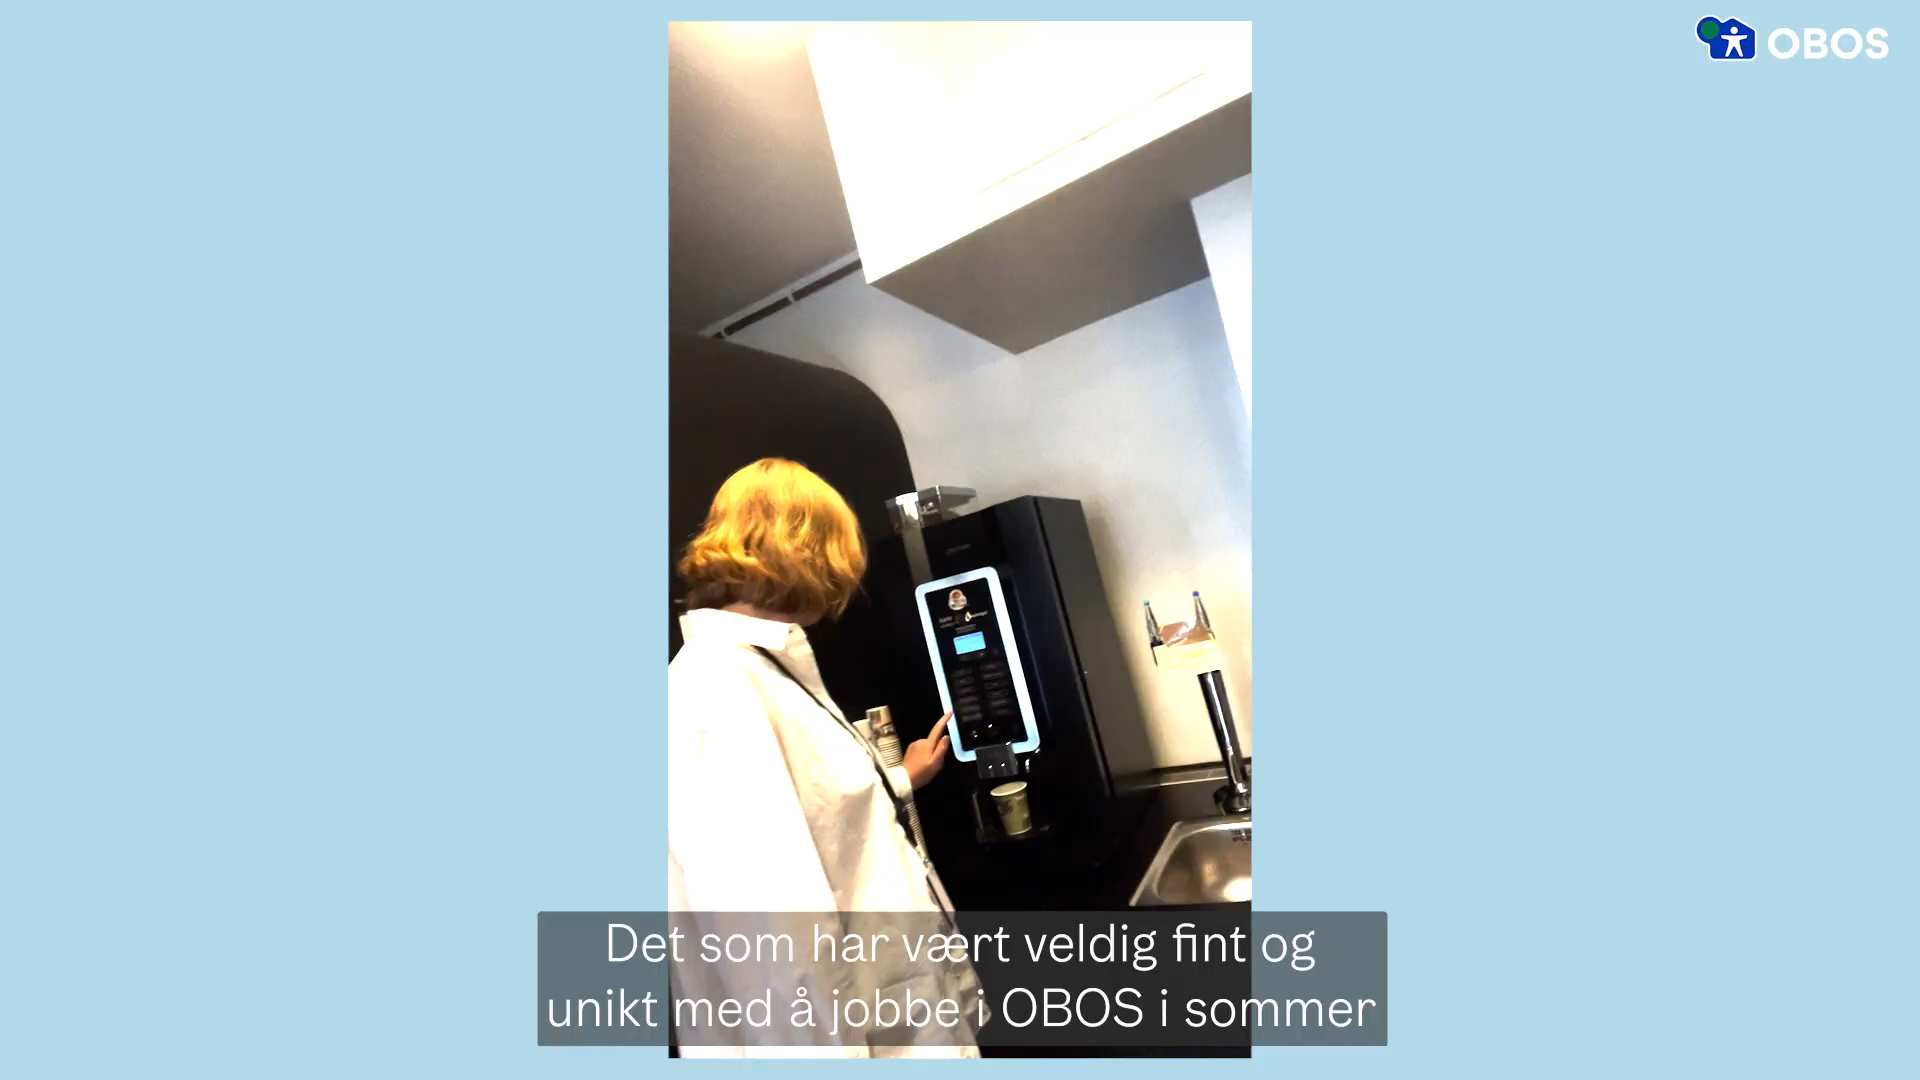 OBOS
Det som har vært veldig fint og
unikt med å jobbe i OBOS i sommer